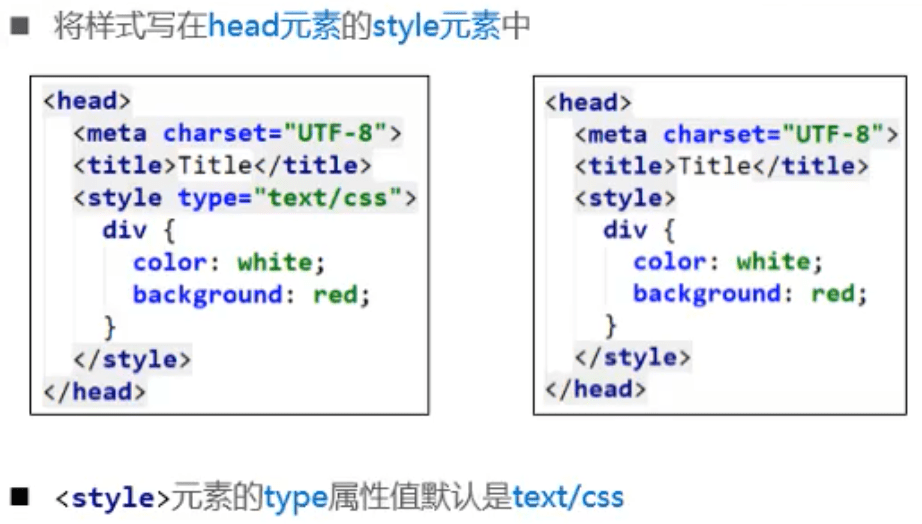 ■ 将样式写在head元素的style元素中
<head>
  <meta charset="UTF-8">
  <title>Title</title>
  <style type="text/css">
    div {
      color: white;
      background: red;
    }
  </style>
</head>
<head>
  <meta charset="UTF-8">
  <title>Title</title>
  <style>
    div {
      color: white;
      background: red;
    }
  </style>
</head>
■ <style>元素的type属性值默认是text/css